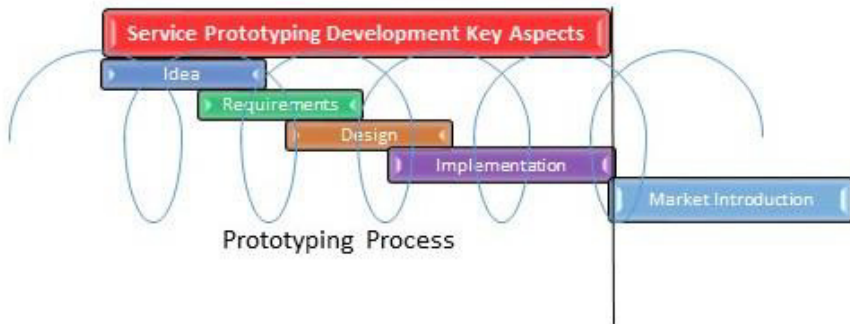 Service Prototyping Development Key Aspects
Idea
Requirements
Design
Implementation
Market Introduction
Prototyping Process